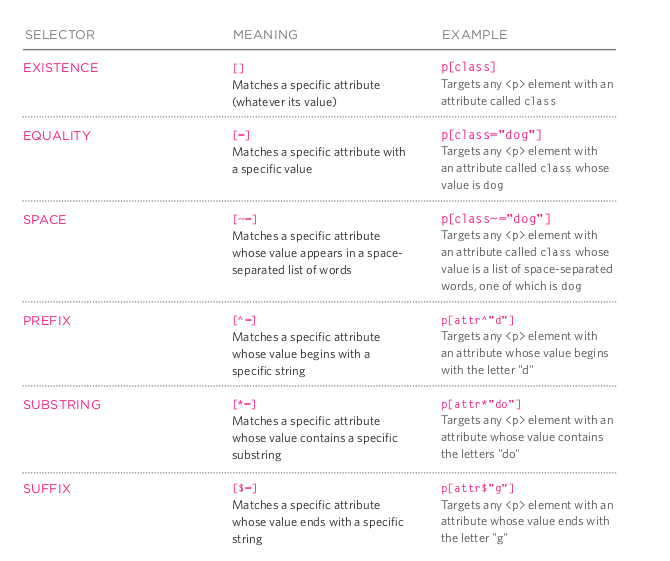 SELECTOR MEANING EXAMPLE
EXISTENCE [] p[class]
Matches a specific attribute Targets any <p> element with an
(whatever its value) attribute called class
EQUALITY [=] p[class="dog"]
Matches a specific attribute with Targets any <p> element with
a specific value an attribute called class whose
value is dog
SPACE [~=] p[class~="dog"]
Matches a specific attribute Targets any <p> element with
whose value appears in a space- an attribute called class whose
separated list of words value is a list of space-separated
words, one of which is dog
PREFIX [^=] p[attr^"d"]
Matches a specific attribute Targets any <p> element with
whose value begins with a an attribute whose value begins
specific string with the letter "d"
SUBSTRING [*=] p[attr*"do"]
Matches a specific attribute Targets any <p> element with an
whose value contains a specific attribute whose value contains
substring the letters "do"
SUFFIX [$=] p[attr$"g"]
Matches a specific attribute Targets any <p> element with an
whose value ends with a specific attribute whose value ends with
string the letter "g"